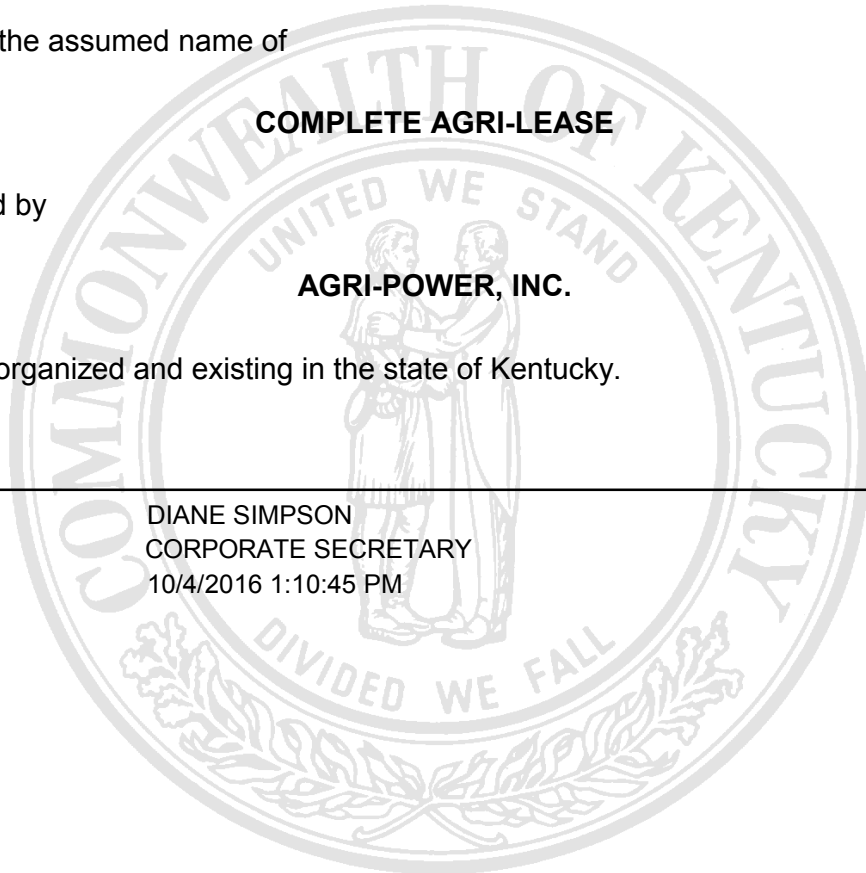 the assumed name of
COMPLETE AGRI-LEASE
d by
AGRI-POWER, INC.
organized and existing in the state of Kentucky.
DIANE SIMPSON
CORPORATE SECRETARY
10/4/2016 1:10:45 PM
COMMONWEALTH OF KENTUCKY
UNITED WE STAND
DIVIDED WE FALL